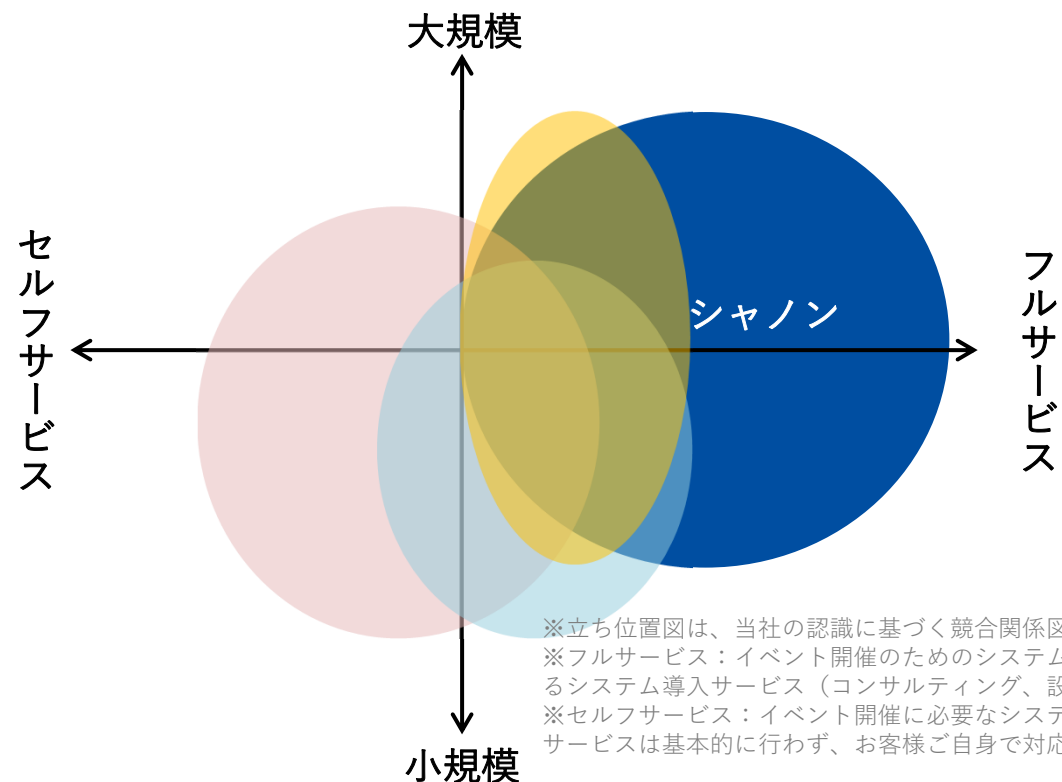 大規模
セルフサービス
シャノン
フルサービス
※立ち位置図は、当社の認識に基づく競合関係図
※フルサービス：イベント開催のためのシステム
るシステム導入サービス（コンサルティング、設
※セルフサービス：イベント開催に必要なシステ
サービスは基本的に行わず、お客様ご自身で対応
小規模